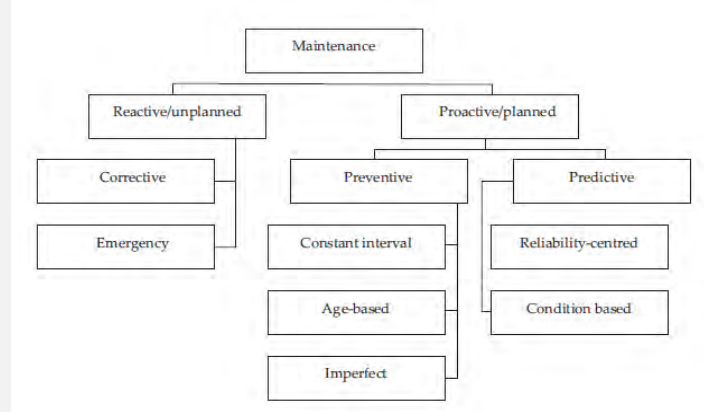 Maintenance
Reactive/unplanned
Proactive/planned
Corrective
Preventive
Predictive
Emergency
Constant interval
Reliability-centred
Age-based
Condition based
Imperfect